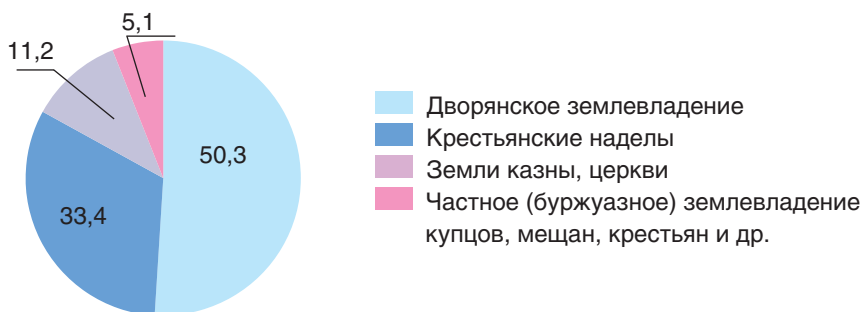 5,1
11,2
50,3
33,4
Дворянское землевладение
Крестьянские наделы
Земли казны, церкви
Частное (буржуазное) землевладение
купцов, мещан, крестьян и др.